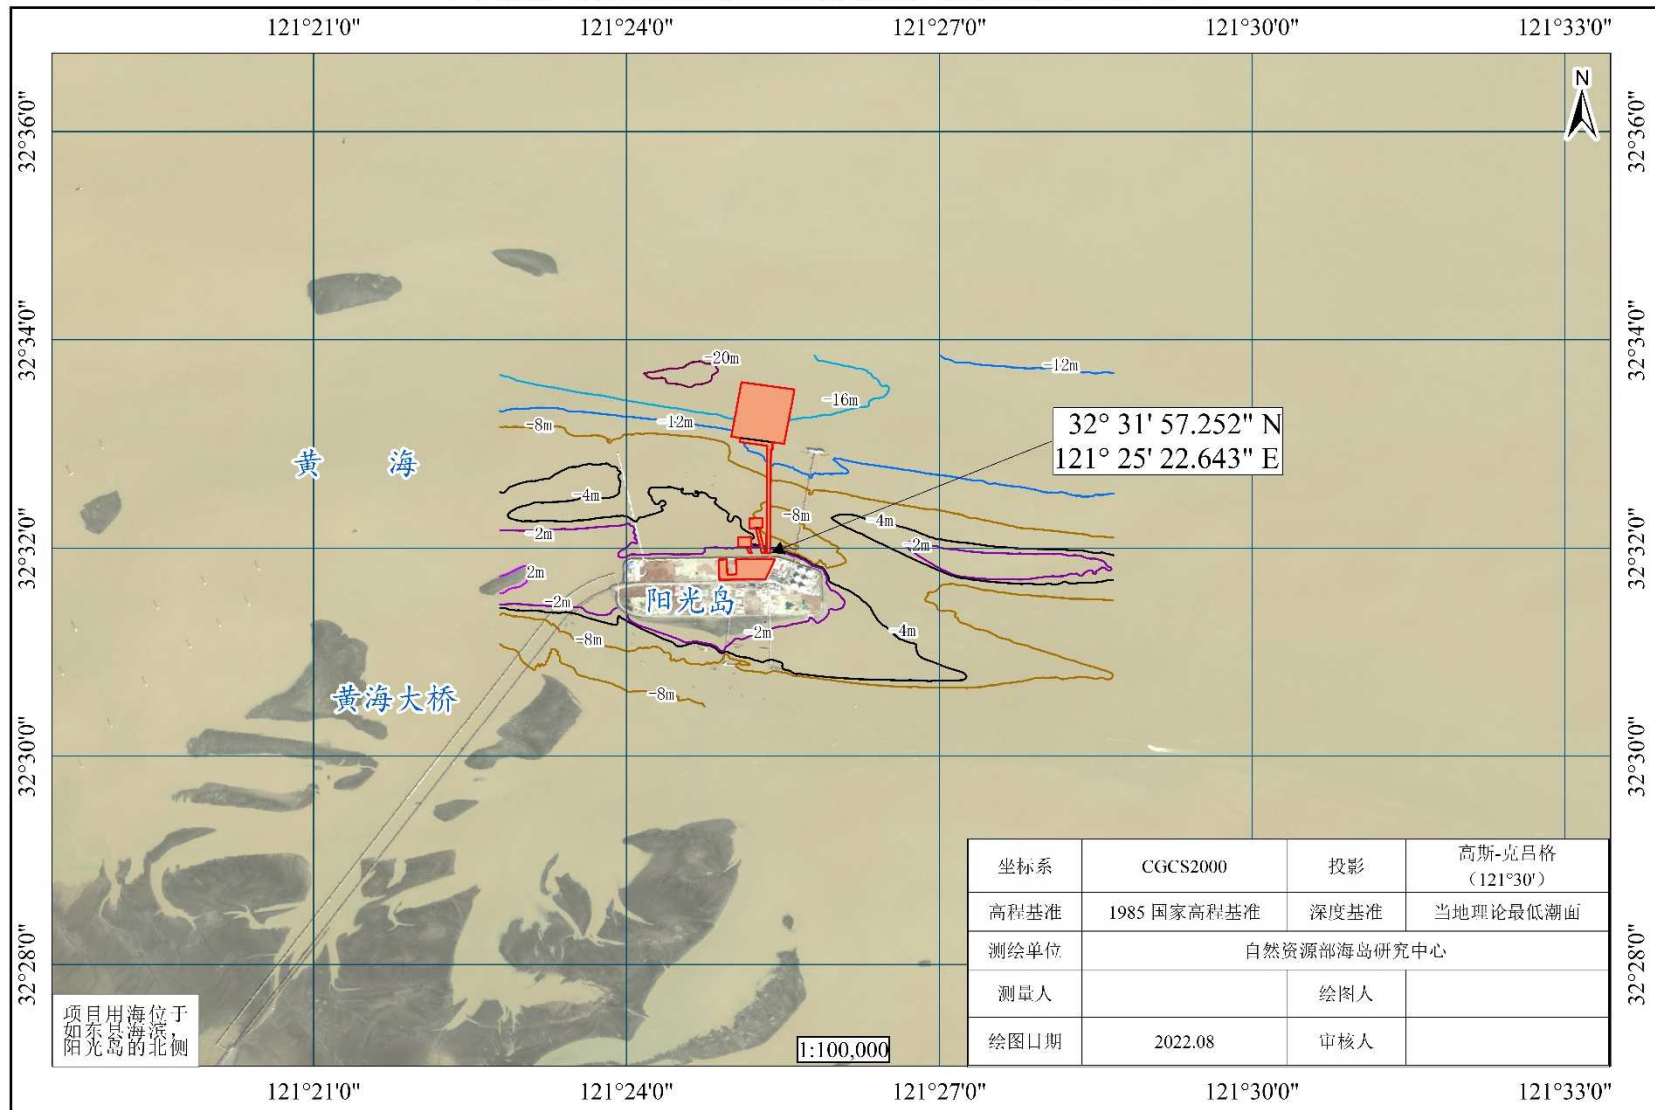 121°21'0"
121°24'0"
121°27'0"
121°30'0"
121°33'0"
N
32°36'0"
32°36'0"
32°34'0"
32°34'0"
-20m
-12m
-16m
-12m
-8m
32° 31' 57.252" N
121° 25' 22.643" E
黄 海
-4m
-8m
-4m
32°32'0"
32°32'0"
-2m
-2m
2m
-2m
阳光岛
-2m
-4m
-8m
-8m
黄海大桥
32°30'0"
32°30'0"
坐标系 CGCS2000 投影 高斯-克吕格
（121°30'）
高程基准 1985 国家高程基准 深度基准 当地理论最低潮面
测绘单位 自然资源部海岛研究中心
测量人 绘图人
绘图日期 2022.08 审核人
32°28'0"
32°28'0"
项目用海位于
如东县海滨，
阳光岛的北侧
1:100,000
121°21'0"
121°24'0"
121°27'0"
121°30'0"
121°33'0"